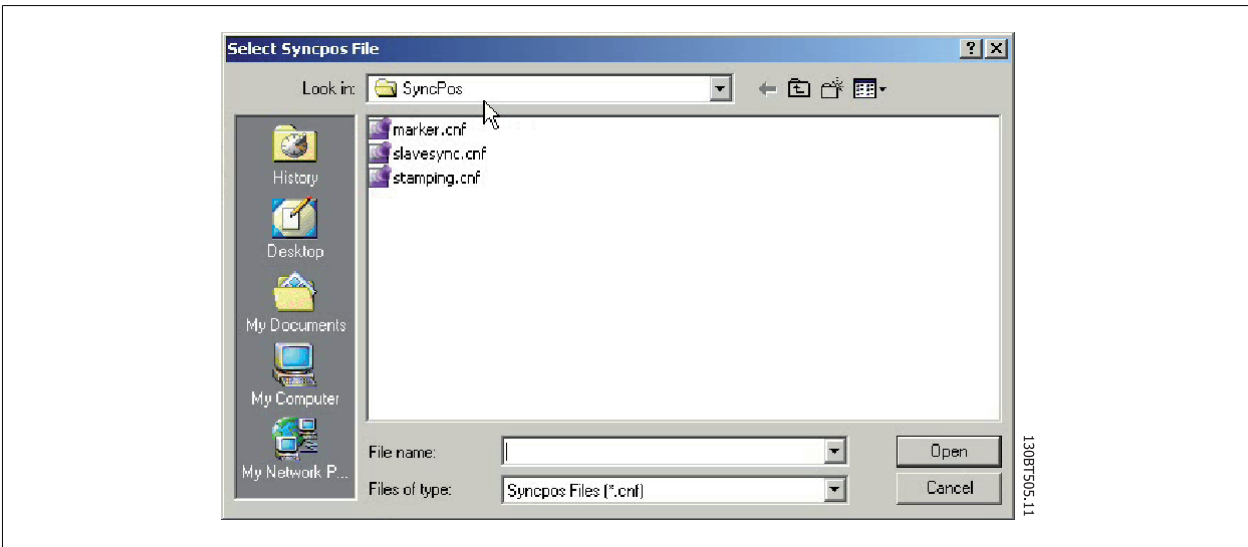 Select Syncpos File
Look in: SyncPos
marker.cnf
slavesync.cnf
stamping.cnf
History
Desktop
My Documents
My Computer
My Network P...
File name:
Open
Files of type: Syncpos Files (*.cnf)
Cancel
130BT505.11